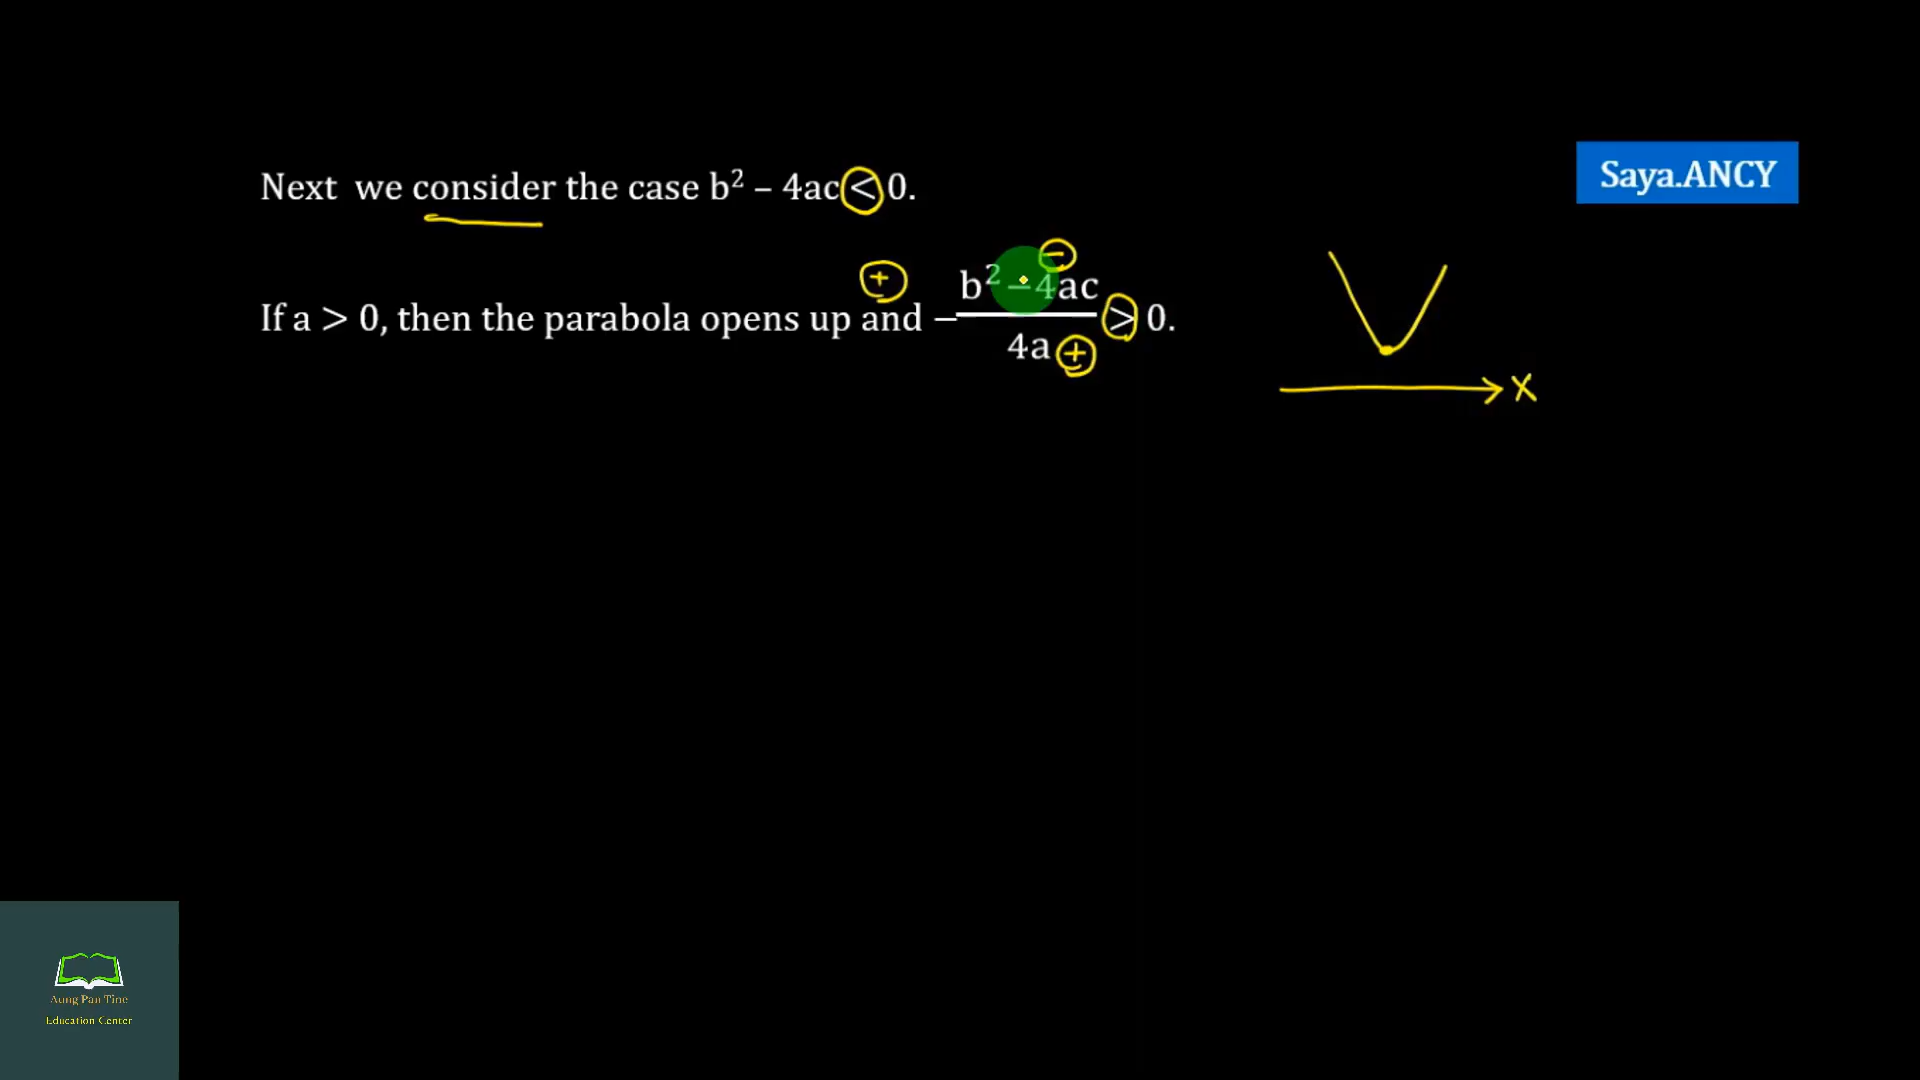 Next we consider the case b² – 4ac < 0.
Saya.ANCY
If a > 0, then the parabola opens up and –(b² – 4ac)/4a > 0.
+
–
+
X
Aung Pan Tine
Education Center